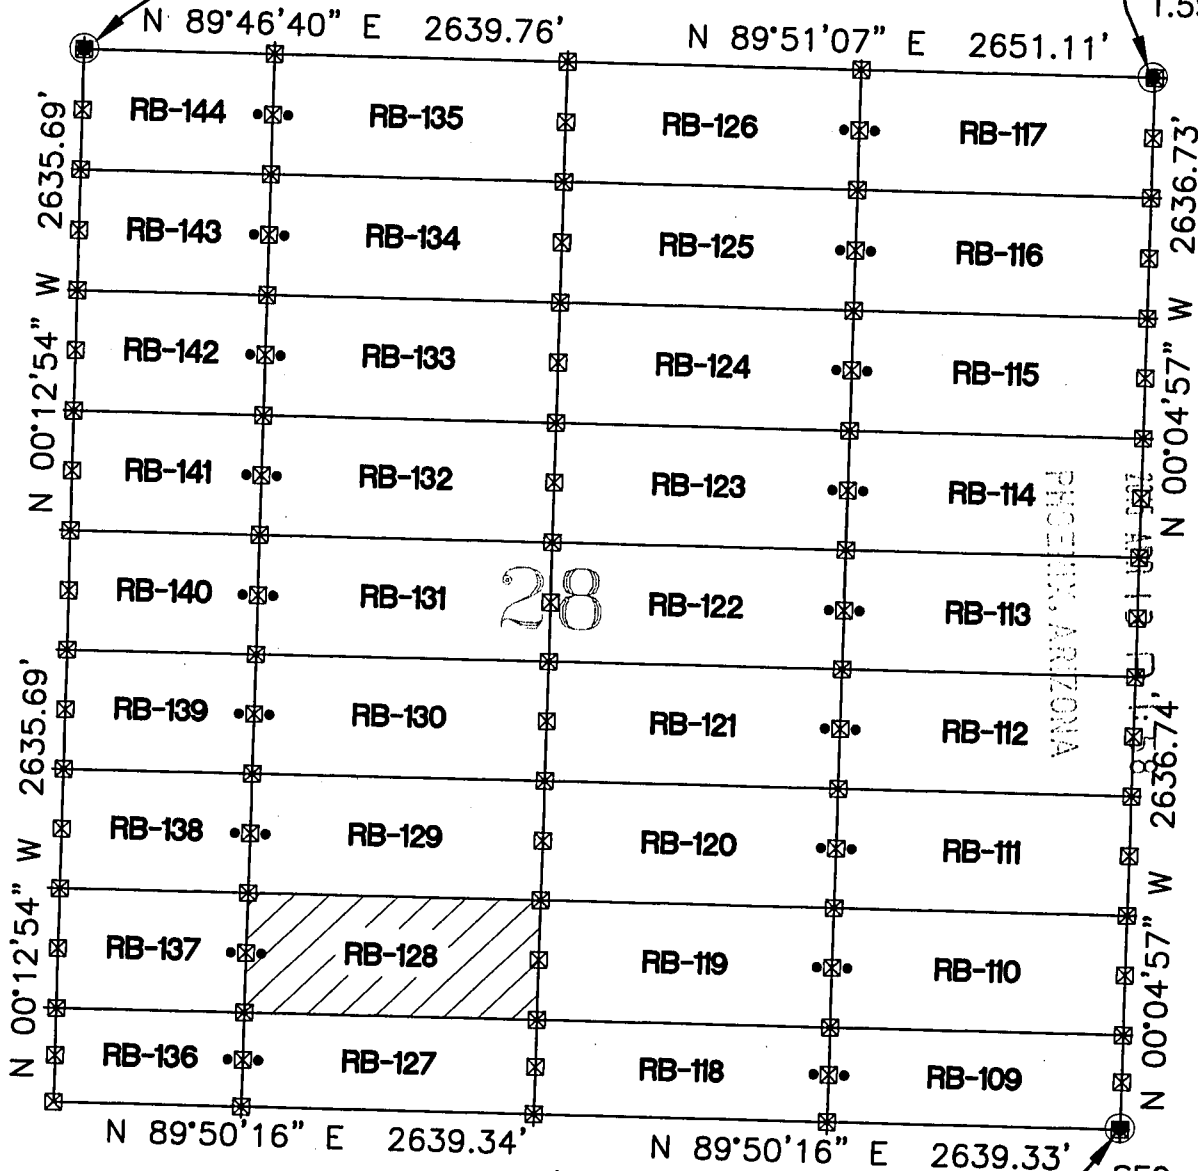 N 89°46'40" E 2639.76'
N 89°51'07" E 2651.11'
2635.69'
N 00°12'54" W
2635.69'
N 00°12'54" W
2636.73'
N 00°04'57" W
2636.74'
N 00°04'57" W
RB-144 RB-135 RB-126 RB-117
RB-143 RB-134 RB-125 RB-116
RB-142 RB-133 RB-124 RB-115
RB-141 RB-132 RB-123 RB-114
RB-140 RB-131 28 RB-122 RB-113
RB-139 RB-130 RB-121 RB-112
RB-138 RB-129 RB-120 RB-111
RB-137 RB-128 RB-119 RB-110
RB-136 RB-127 RB-118 RB-109
PHOENIX, ARIZONA
N 89°50'16" E 2639.34'
N 89°50'16" E 2639.33'